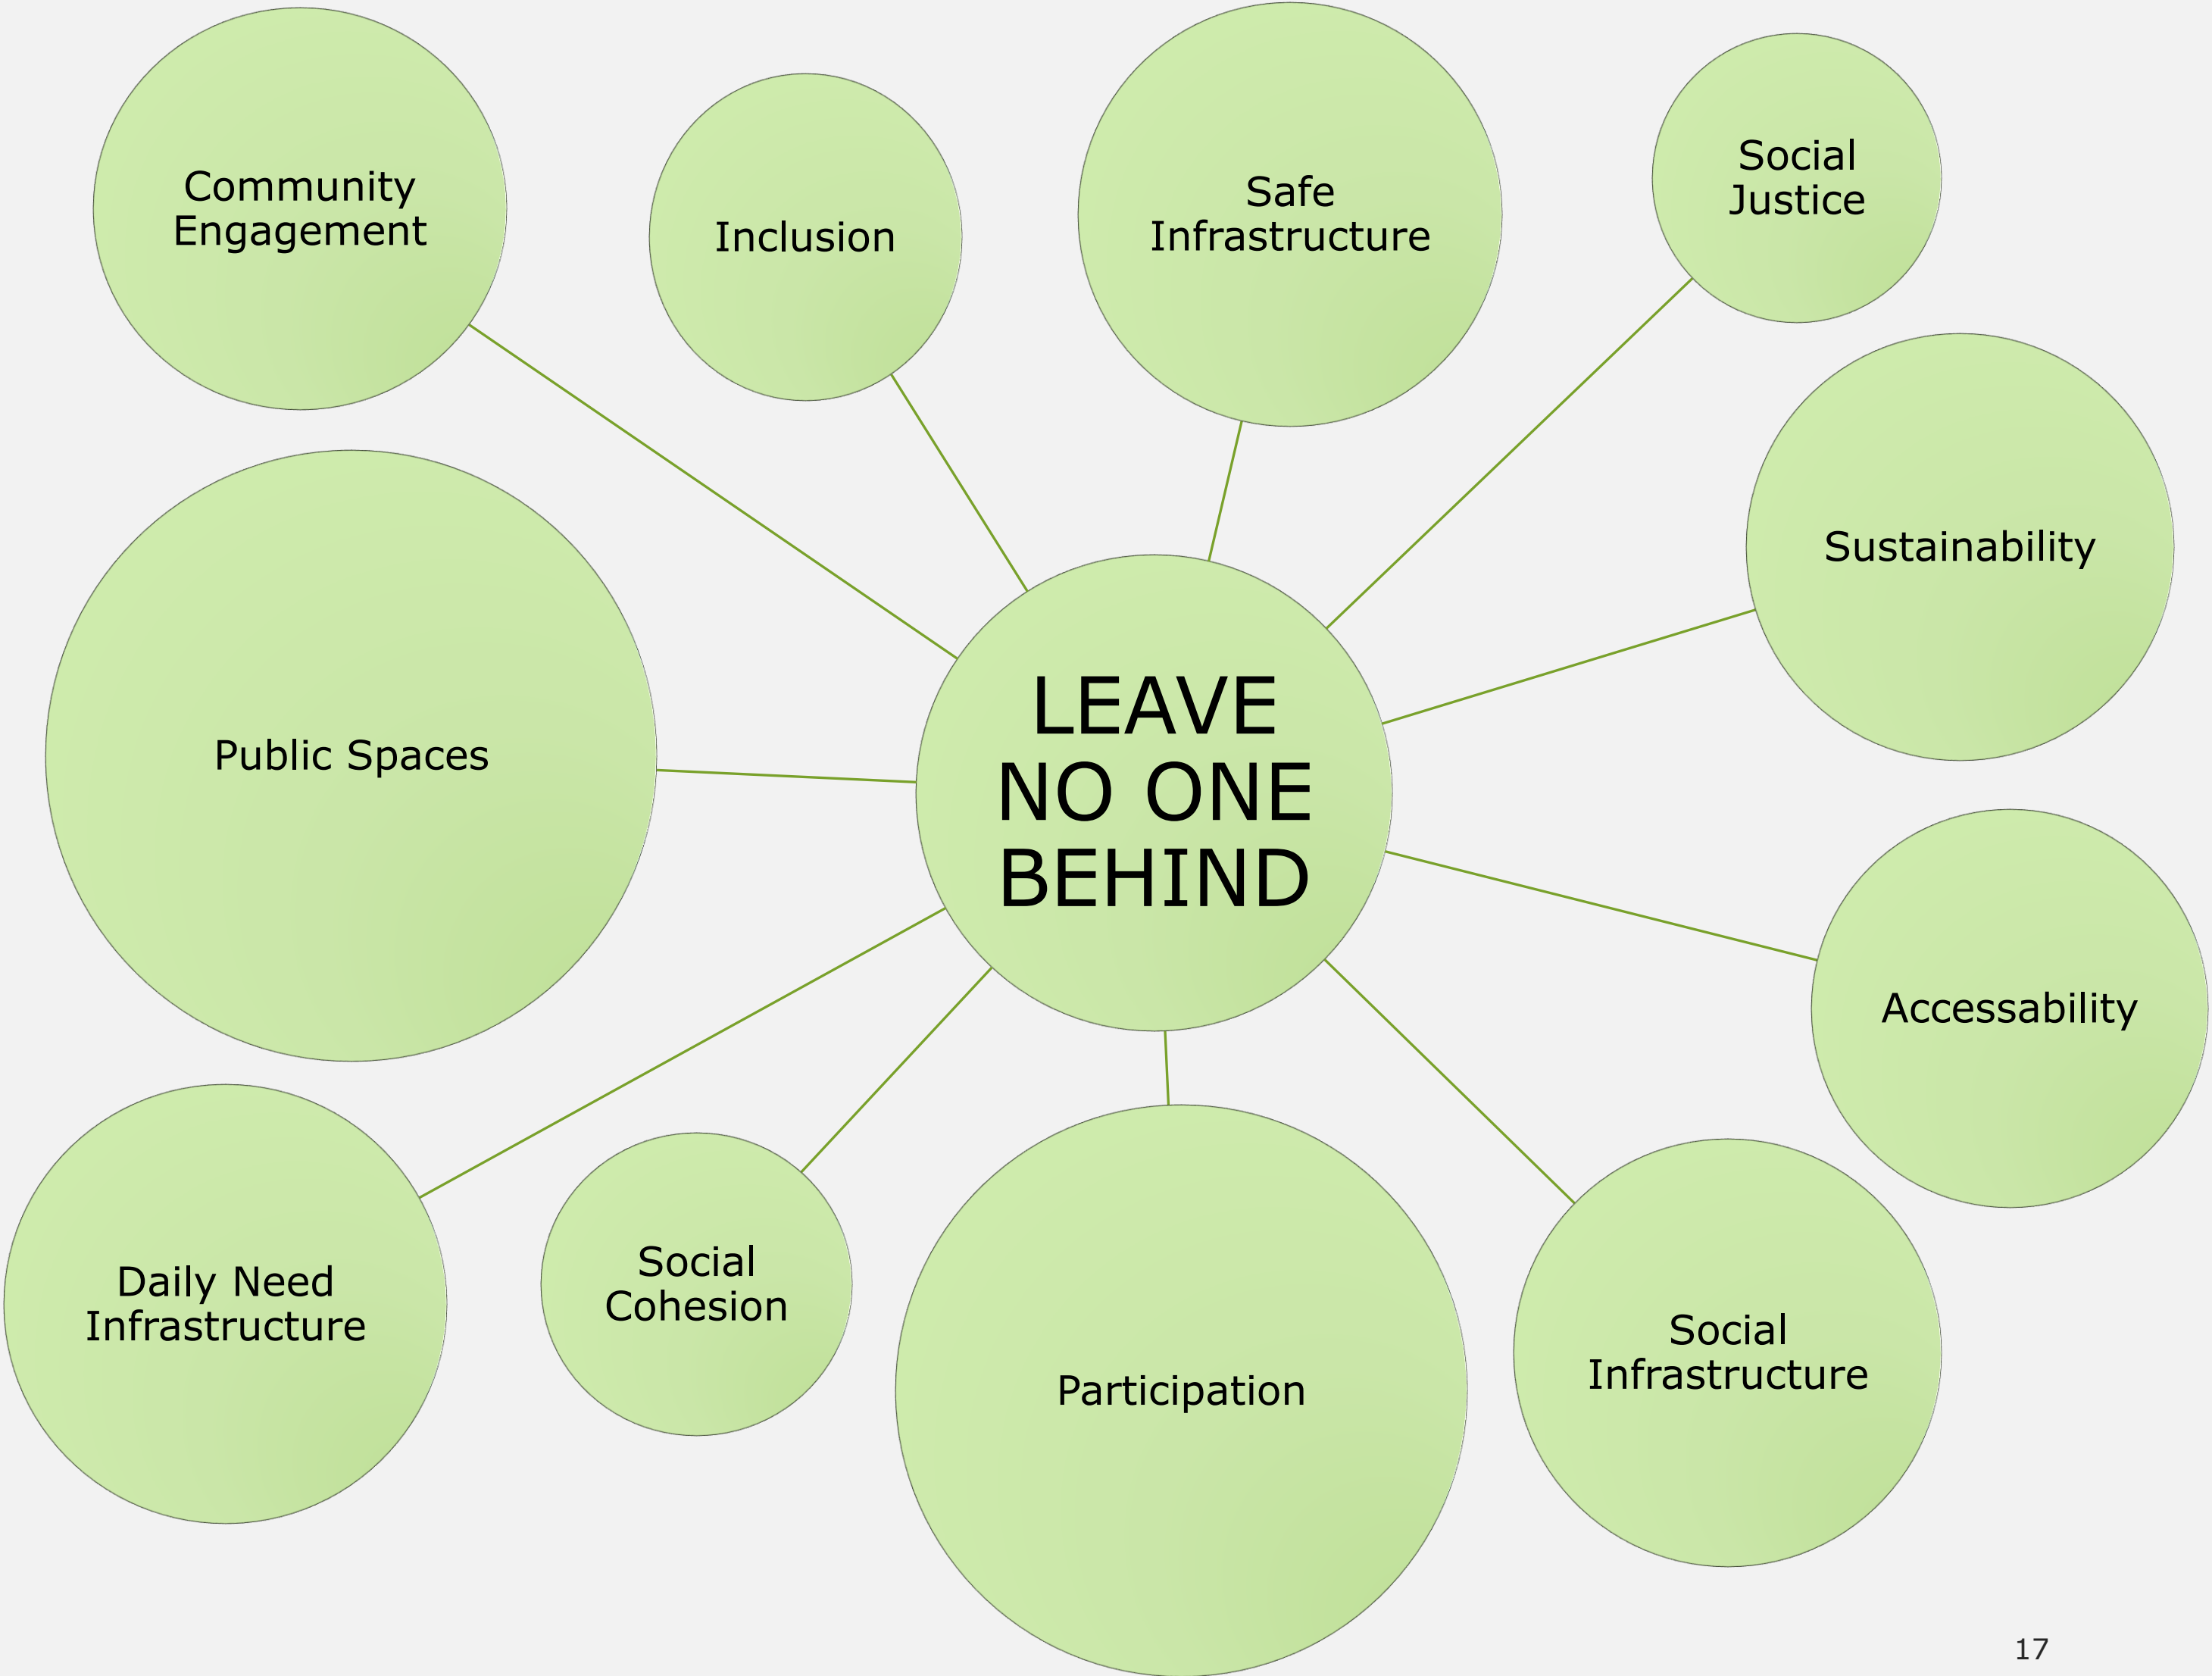 Community
Engagement
Inclusion
Safe
Infrastructure
Social
Justice
Sustainability
Public Spaces
LEAVE
NO ONE
BEHIND
Accessability
Daily Need
Infrastructure
Social
Cohesion
Participation
Social
Infrastructure
17